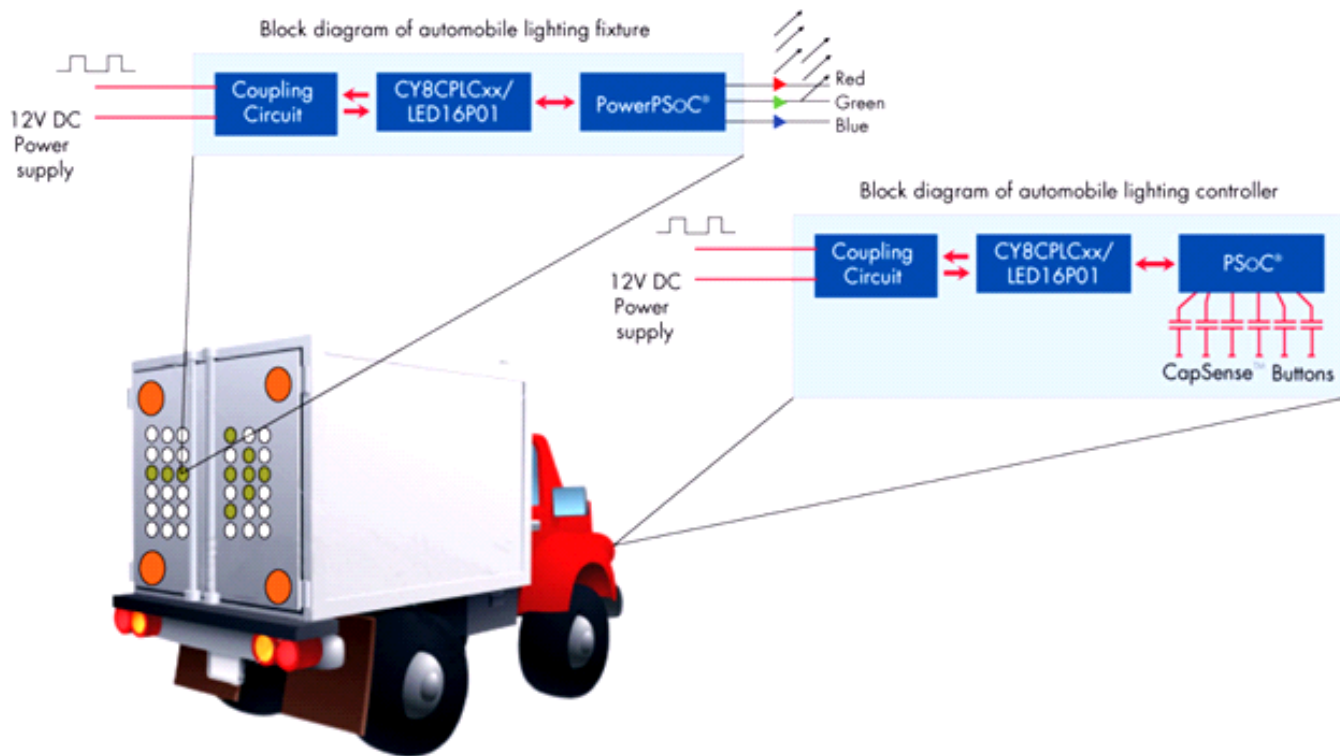 Block diagram of automobile lighting fixture
12V DC
Power
supply
Coupling
Circuit
CY8CPLCxx/
LED16P01
PowerPSoC®
Red
Green
Blue
Block diagram of automobile lighting controller
12V DC
Power
supply
Coupling
Circuit
CY8CPLCxx/
LED16P01
PSoC®
CapSense™ Buttons